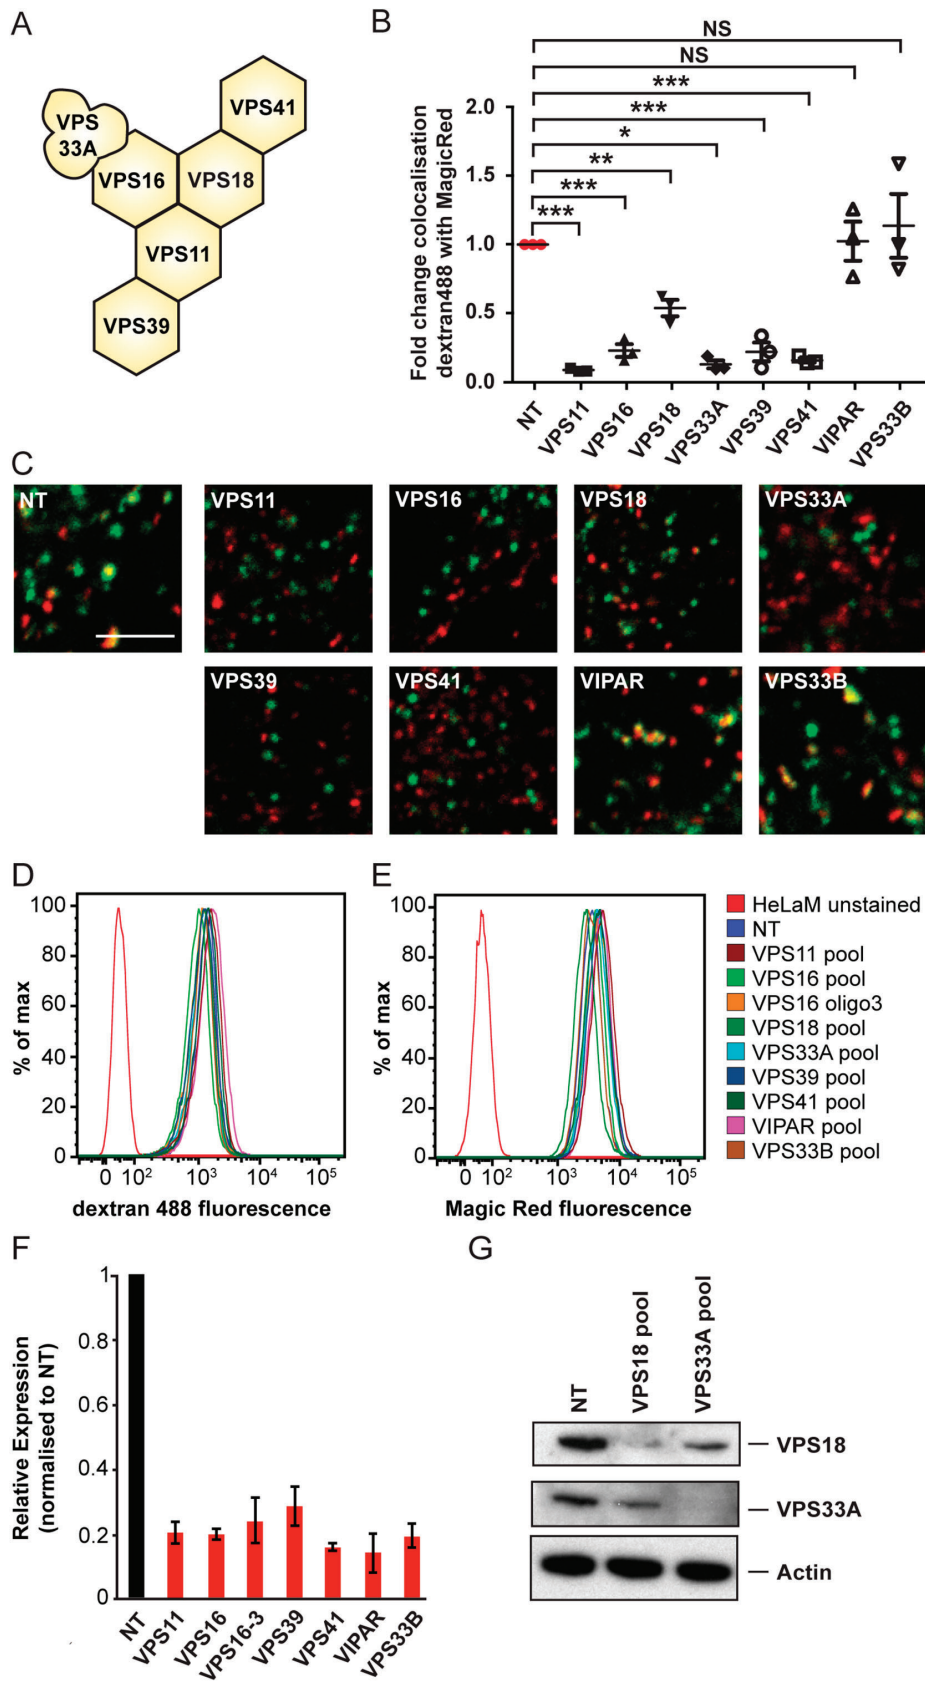 A
VPS41
VPS
33A
VPS16
VPS18
VPS11
VPS39
B
NS
NS
***
***
*
**
***
***
Fold change colocalisation
dextran488 with MagicRed
2.0
1.5
1.0
0.5
0.0
NT
VPS11
VPS16
VPS18
VPS33A
VPS39
VPS41
VIPAR
VPS33B
C
NT
VPS11
VPS16
VPS18
VPS33A
VPS39
VPS41
VIPAR
VPS33B
D
% of max
100
80
60
40
20
0
0 10² 10³ 10⁴ 10⁵
dextran 488 fluorescence
E
% of max
100
80
60
40
20
0
0 10² 10³ 10⁴ 10⁵
Magic Red fluorescence
HeLaM unstained
NT
VPS11 pool
VPS16 pool
VPS16 oligo3
VPS18 pool
VPS33A pool
VPS39 pool
VPS41 pool
VIPAR pool
VPS33B pool
F
Relative Expression
(normalised to NT)
1
0.8
0.6
0.4
0.2
0
NT
VPS11
VPS16
VPS16-3
VPS39
VPS41
VIPAR
VPS33B
G
NT
VPS18 pool
VPS33A pool
VPS18
VPS33A
Actin